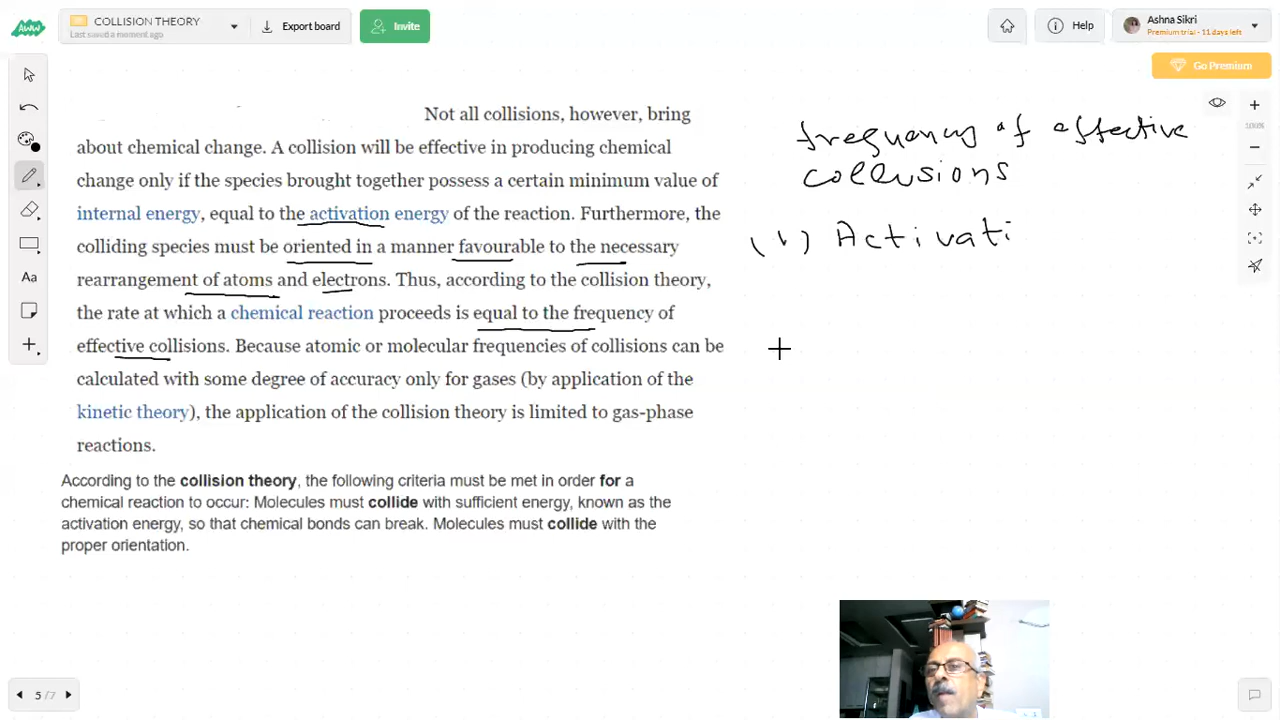 COLLISION THEORY
Last saved a moment ago
Export board
Invite
Help
Ashna Sikri
Premium trial - 11 days left
Go Premium
Not all collisions, however, bring
about chemical change. A collision will be effective in producing chemical
change only if the species brought together possess a certain minimum value of
internal energy, equal to the activation energy of the reaction. Furthermore, the
colliding species must be oriented in a manner favourable to the necessary
rearrangement of atoms and electrons. Thus, according to the collision theory,
the rate at which a chemical reaction proceeds is equal to the frequency of
effective collisions. Because atomic or molecular frequencies of collisions can be
calculated with some degree of accuracy only for gases (by application of the
kinetic theory), the application of the collision theory is limited to gas-phase
reactions.
According to the collision theory, the following criteria must be met in order for a
chemical reaction to occur: Molecules must collide with sufficient energy, known as the
activation energy, so that chemical bonds can break. Molecules must collide with the
proper orientation.
frequency of effective
collusions
Activati
Aa
100%
5 / 7
AWW